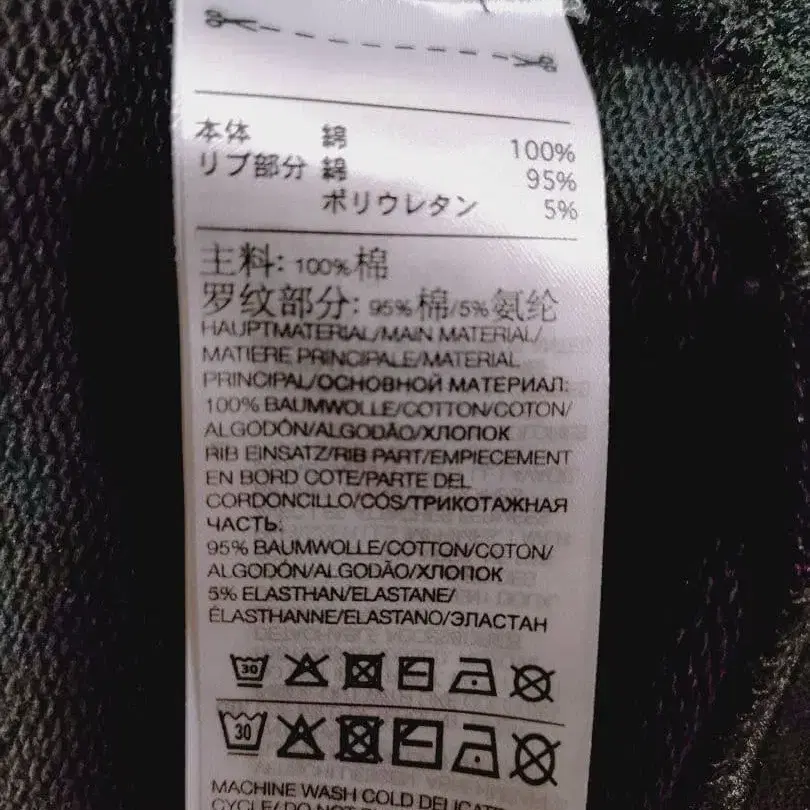 本体 綿 100%
リブ部分 綿 95%
ポリウレタン 5%
主料: 100%棉
罗纹部分: 95%棉/5%氨纶
HAUPTMATERIAL/MAIN MATERIAL/
MATIERE PRINCIPALE/MATERIAL
PRINCIPAL/ОСНОВНОЙ МАТЕРИАЛ:
100% BAUMWOLLE/COTTON/COTON/
ALGODÓN/ALGODÃO/ХЛОПОК
RIB EINSATZ/RIB PART/EMPIECEMENT
EN BORD COTE/PARTE DEL
CORDONCILLO/CÓS/ТРИКОТАЖНАЯ
ЧАСТЬ:
95% BAUMWOLLE/COTTON/COTON/
ALGODÓN/ALGODÃO/ХЛОПОК
5% ELASTHAN/ELASTANE/
ÉLASTHANNE/ELASTANO/ЭЛАСТАН
30
30
MACHINE WASH COLD DELICATE
CYCLE/ DO NOT